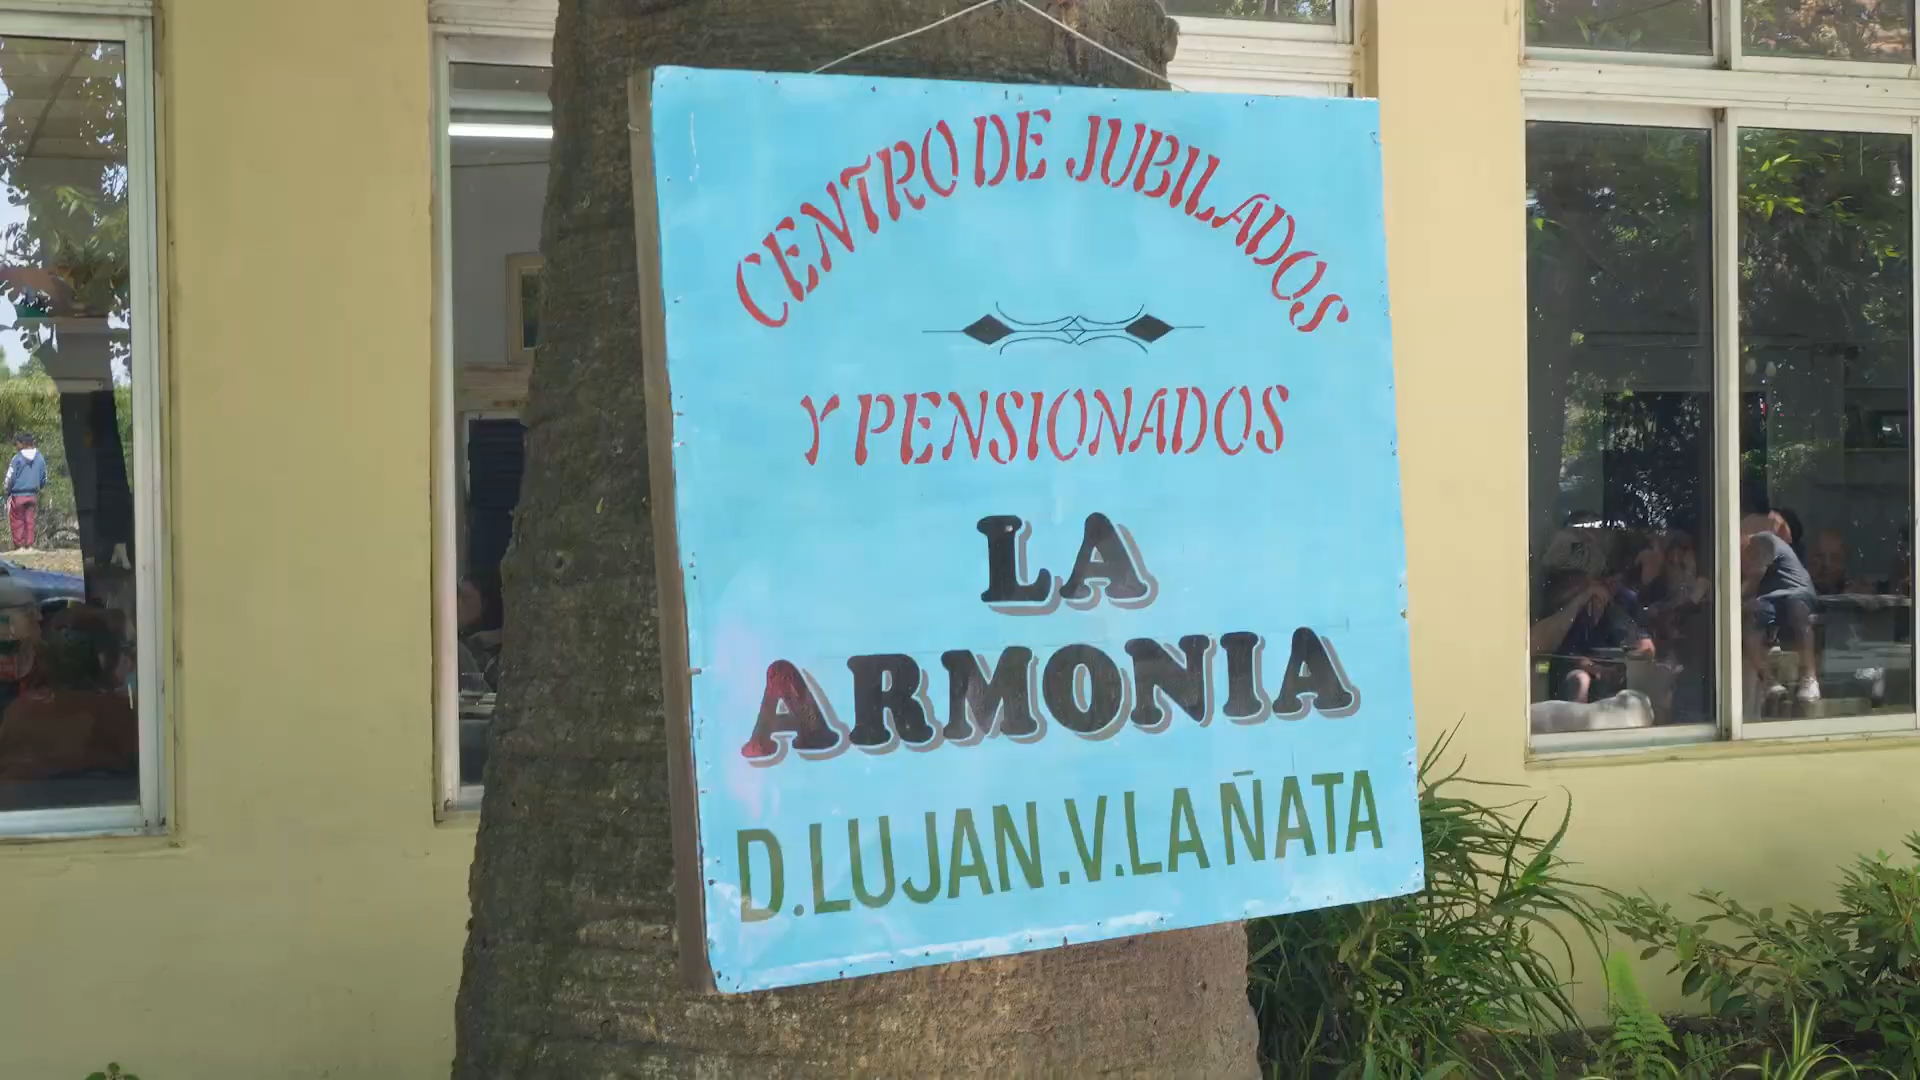 CENTRO DE JUBILADOS
Y PENSIONADOS
LA
ARMONIA
D.LUJAN.V.LA ÑATA